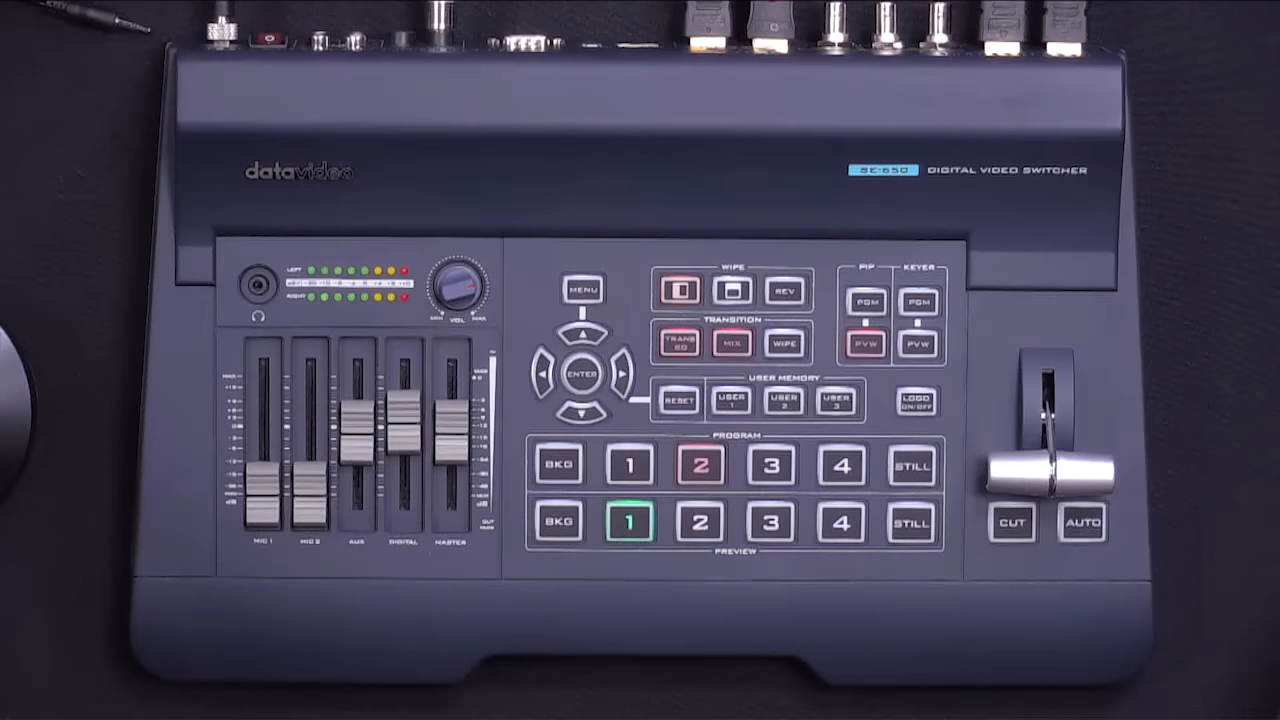 datavideo
SE-650 DIGITAL VIDEO SWITCHER
LEFT
RIGHT
MIN VOL MAX
MENU
ENTER
WIPE
REV
TRANSITION
TRANS
MIX
WIPE
USER MEMORY
RESET
USER 1
USER 2
USER 3
PIP
KEYER
PGM
PGM
PVW
PVW
LOGO
ON/OFF
PROGRAM
BKG 1 2 3 4 STILL
BKG 1 2 3 4 STILL
PREVIEW
CUT AUTO
MIC 1 MIC 2 AUX DIGITAL MASTER